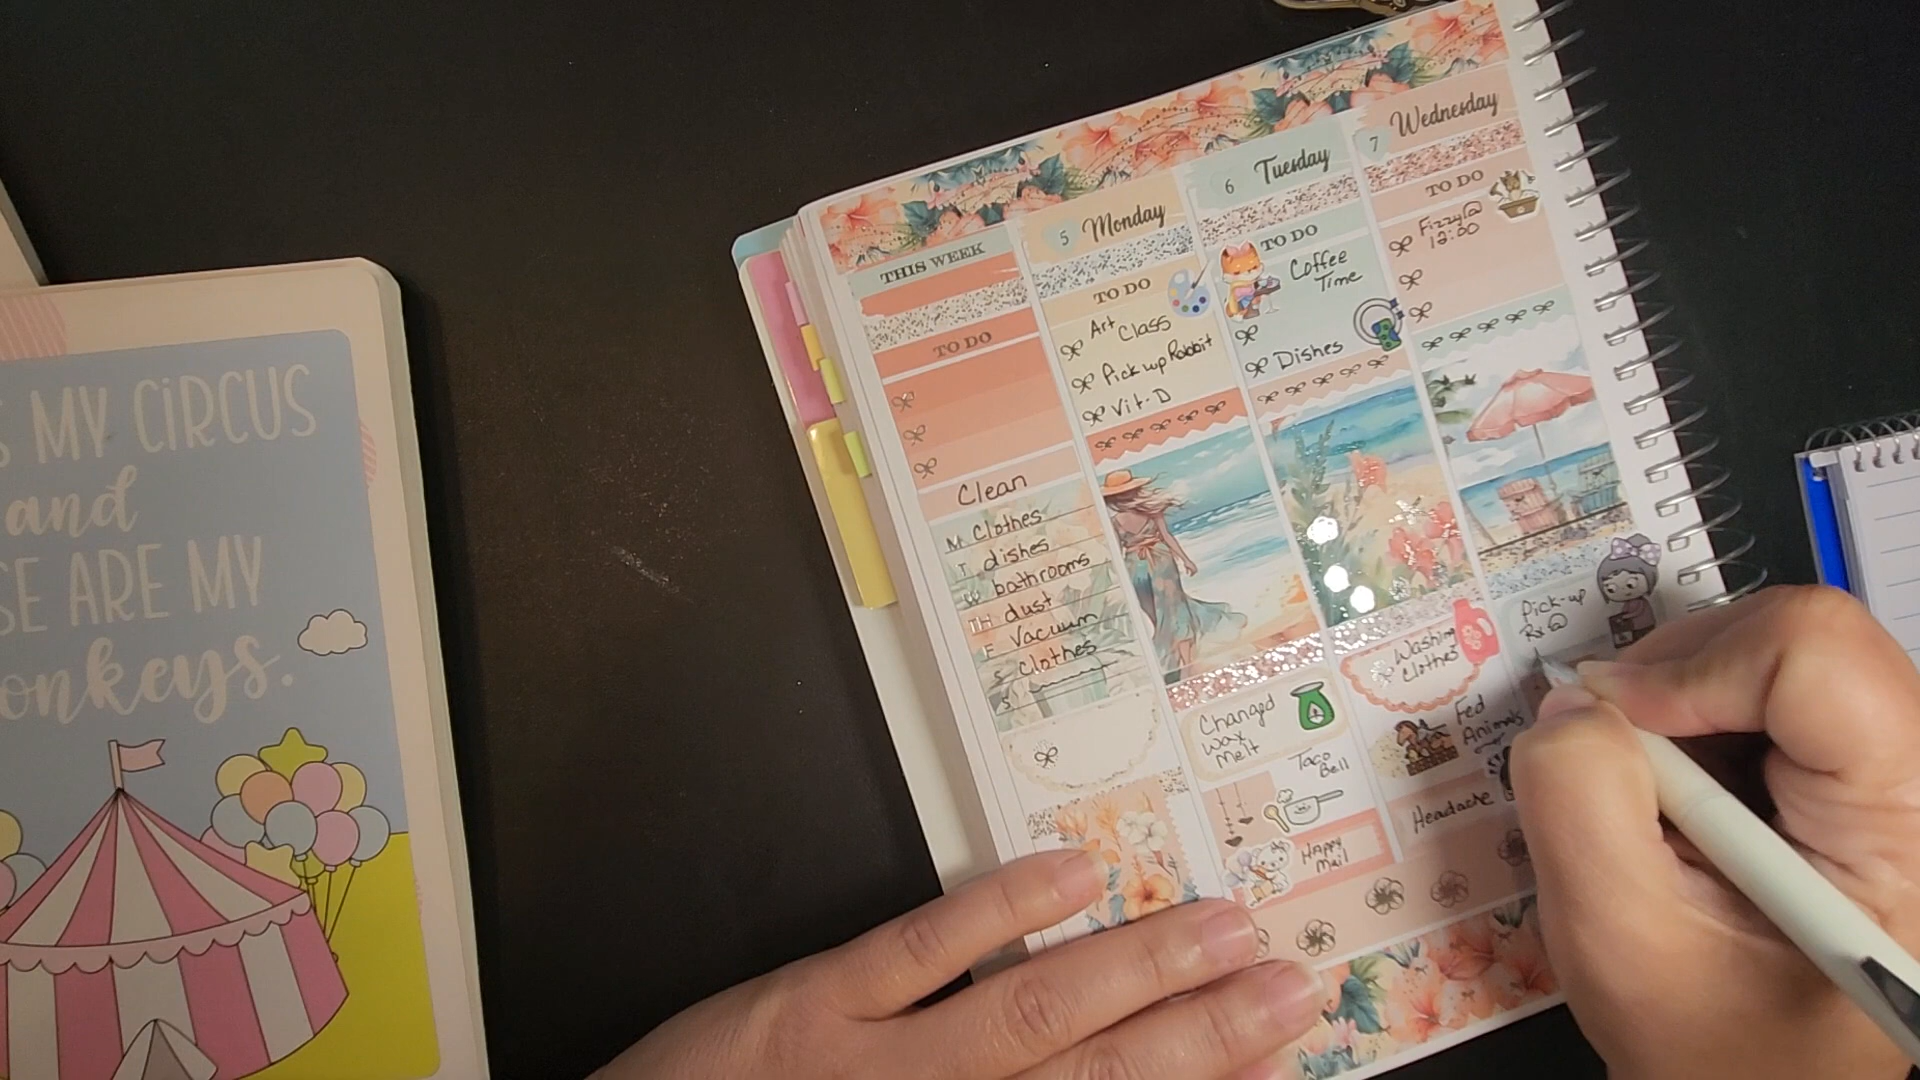 S MY CiRCUS
and
SE ARE MY
onkeys.
THIS WEEK
TO DO
Clean
M Clothes
T dishes
W bathrooms
TH dust
F Vacuum
S Clothes
S
5 Monday
TO DO
Art Class
Pick up Rabbit
Vit. D
Changed
Wax
Melt
Taco
Bell
Happy
Mail
6 Tuesday
TO DO
Coffee
Time
Dishes
Washing
Clothes
Fed
Animals
Headache
7 Wednesday
TO DO
Fizzy@
12:00
Pick-up
Rx@